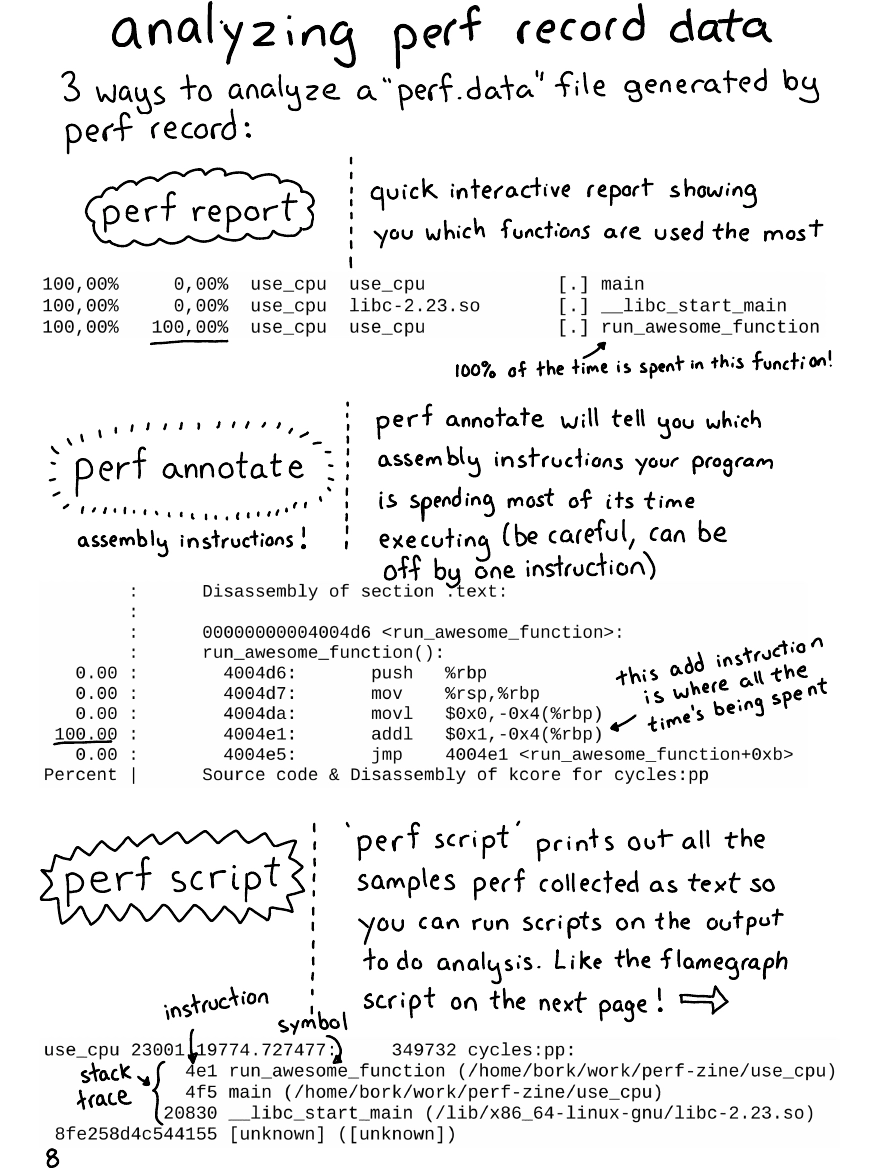 analyzing perf record data
3 ways to analyze a "perf.data" file generated by
perf record:
perf report
quick interactive report showing
you which functions are used the most
100,00% 0,00% use_cpu use_cpu [.] main
100,00% 0,00% use_cpu libc-2.23.so [.] __libc_start_main
100,00% 100,00% use_cpu use_cpu [.] run_awesome_function
100% of the time is spent in this function!
perf annotate
assembly instructions!
perf annotate will tell you which
assembly instructions your program
is spending most of its time
executing (be careful, can be
off by one instruction)
: Disassembly of section .text:
:
: 00000000004004d6 <run_awesome_function>:
: run_awesome_function():
0.00 : 4004d6: push %rbp
0.00 : 4004d7: mov %rsp,%rbp
0.00 : 4004da: movl $0x0,-0x4(%rbp)
100.00 : 4004e1: addl $0x1,-0x4(%rbp)
0.00 : 4004e5: jmp 4004e1 <run_awesome_function+0xb>
Percent | Source code & Disassembly of kcore for cycles:pp
this add instruction
is where all the
time's being spent
perf script
'perf script' prints out all the
samples perf collected as text so
you can run scripts on the output
to do analysis. Like the flamegraph
script on the next page!
instruction
symbol
use_cpu 23001 19774.727477: 349732 cycles:pp:
stack
trace
4e1 run_awesome_function (/home/bork/work/perf-zine/use_cpu)
4f5 main (/home/bork/work/perf-zine/use_cpu)
20830 __libc_start_main (/lib/x86_64-linux-gnu/libc-2.23.so)
8fe258d4c544155 [unknown] ([unknown])
8